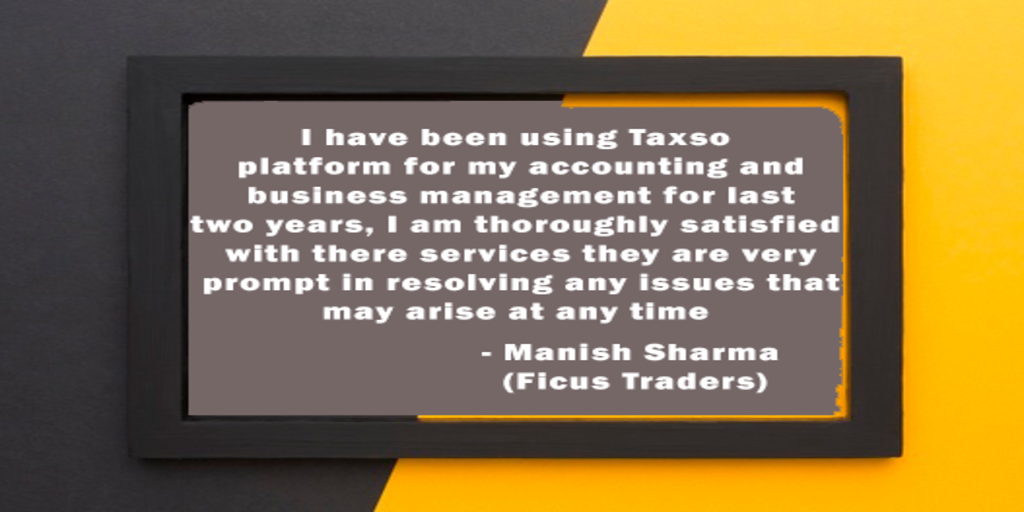 I have been using Taxso
platform for my accounting and
business management for last
two years, I am thoroughly satisfied
with there services they are very
prompt in resolving any issues that
may arise at any time
- Manish Sharma
(Ficus Traders)